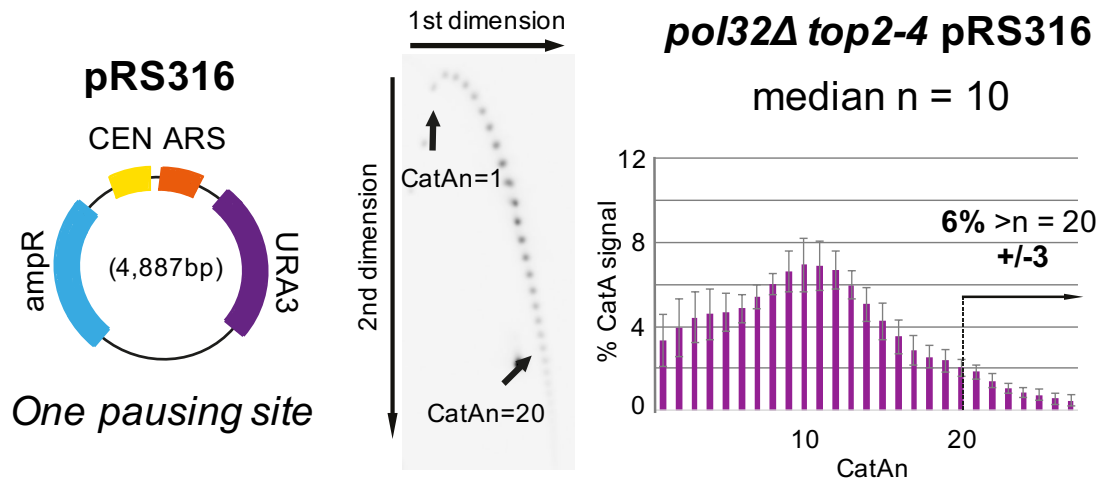 pRS316
CEN ARS
ampR
(4,887bp)
URA3
One pausing site
1st dimension
2nd dimension
CatAn=1
CatAn=20
pol32Δ top2-4 pRS316
median n = 10
% CatA signal
12
8
4
0
6% >n = 20
+/-3
10 20
CatAn